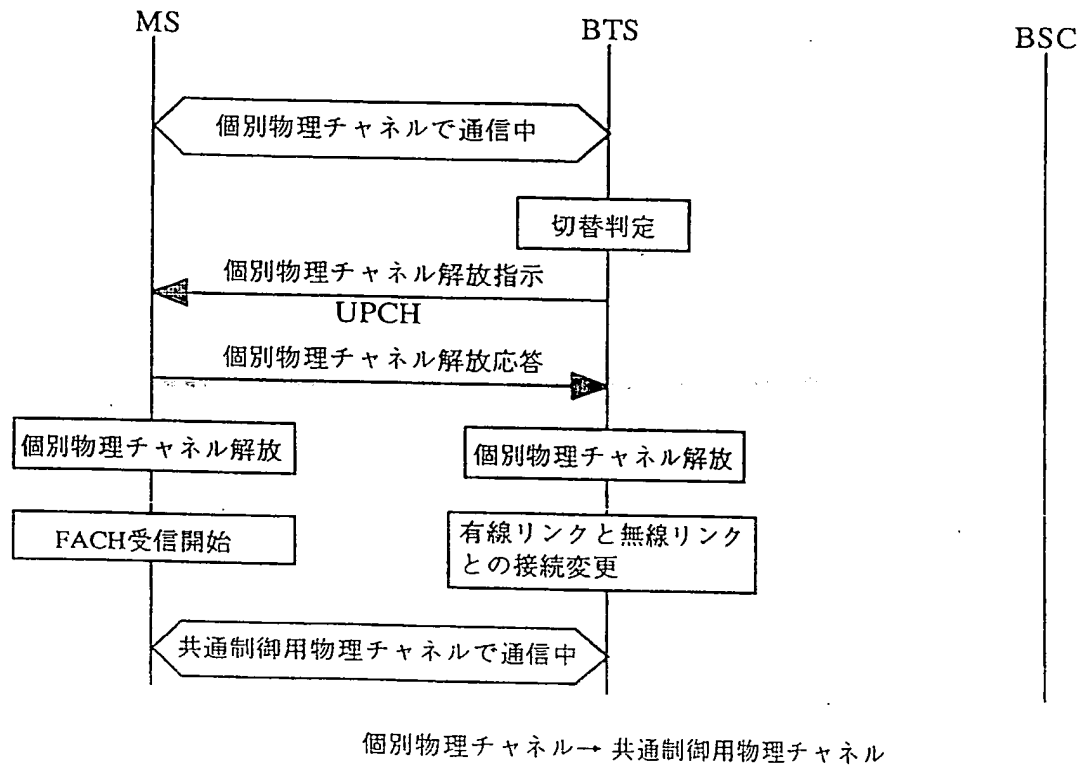 MS
BTS
BSC
個別物理チャネルで通信中
切替判定
個別物理チャネル解放指示
UPCH
個別物理チャネル解放応答
個別物理チャネル解放
個別物理チャネル解放
FACH受信開始
有線リンクと無線リンク
との接続変更
共通制御用物理チャネルで通信中
個別物理チャネル→ 共通制御用物理チャネル